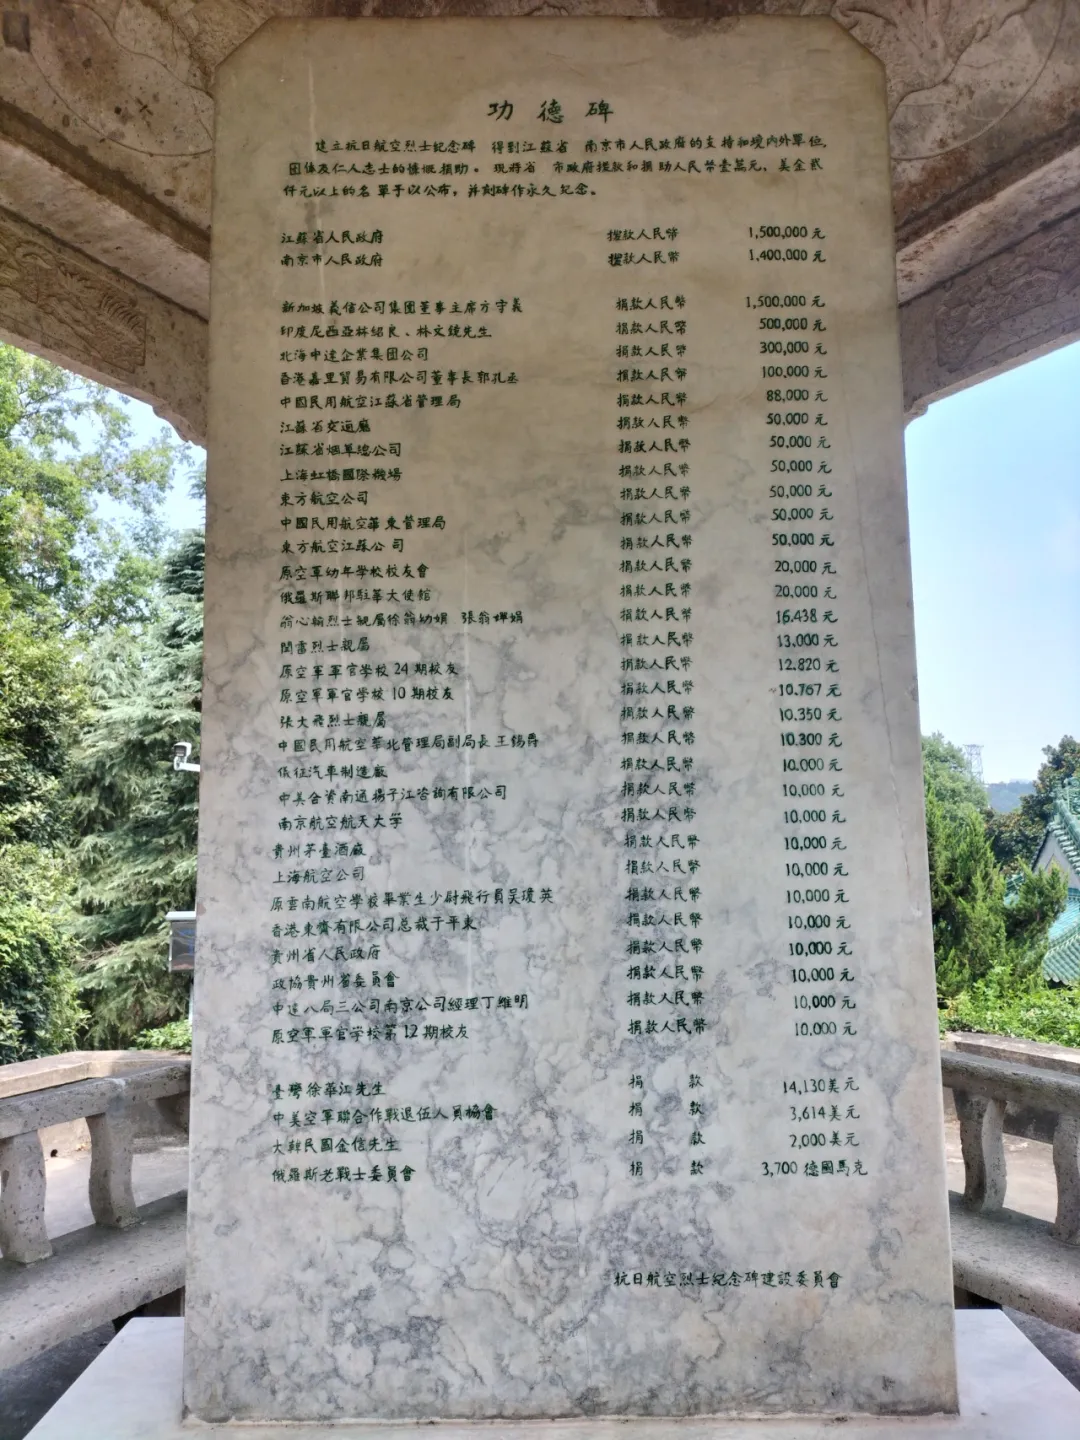 功德碑
建立抗日航空烈士紀念碑 得到江蘇省 南京市人民政府的支持和境內外單位,
團体及仁人志士的慷慨捐助。現將省 市政府撥款和捐助人民幣壹萬元、美金貳
仟元以上的名單予以公布,并刻碑作永久紀念。
江蘇省人民政府 撥款人民幣 1,500,000元
南京市人民政府 撥款人民幣 1,400,000元
新加坡義信公司集团董事主席方守義 捐款人民幣 1,500,000元
印度尼西亞林紹良、林文鏡先生 捐款人民幣 500,000元
北海中達企業集团公司 捐款人民幣 300,000元
香港嘉里貿易有限公司董事長郭孔丞 捐款人民幣 100,000元
中國民用航空江蘇省管理局 捐款人民幣 88,000元
江蘇省交通廳 捐款人民幣 50,000元
江蘇省烟草總公司 捐款人民幣 50,000元
上海虹橋國際機場 捐款人民幣 50,000元
東方航空公司 捐款人民幣 50,000元
中國民用航空華東管理局 捐款人民幣 50,000元
東方航空江蘇公司 捐款人民幣 50,000元
原空軍幼年学校校友會 捐款人民幣 20,000元
俄羅斯聯邦駐華大使館 捐款人民幣 20,000元
翁心翰烈士親屬徐翁幼娟 張翁嬋娟 捐款人民幣 16.438元
閻雷烈士親屬 捐款人民幣 13,000元
原空軍軍官学校24期校友 捐款人民幣 12.820元
原空軍軍官学校10期校友 捐款人民幣 10.767元
張大飛烈士親屬 捐款人民幣 10.350元
中國民用航空華北管理局副局長王錫爵 捐款人民幣 10.300元
儀征汽車制造廠 捐款人民幣 10.000元
中美合資南通揚子江咨詢有限公司 捐款人民幣 10,000元
南京航空航天大学 捐款人民幣 10,000元
貴州茅臺酒廠 捐款人民幣 10,000元
上海航空公司 捐款人民幣 10,000元
原雲南航空學校畢業生少尉飛行員吴瓊英 捐款人民幣 10,000元
香港東濟有限公司总裁于平東 捐款人民幣 10,000元
貴州省人民政府 捐款人民幣 10,000元
政協貴州省委員會 捐款人民幣 10,000元
中建八局三公司南京公司經理丁維明 捐款人民幣 10,000元
原空軍軍官学校第12期校友 捐款人民幣 10,000元
臺灣徐華江先生 捐 款 14,130美元
中美空軍聯合作戰退伍人員協會 捐 款 3,614美元
大韓民國金信先生 捐 款 2,000美元
俄羅斯老戰士委員會 捐 款 3,700德國馬克
抗日航空烈士紀念碑建設委員會